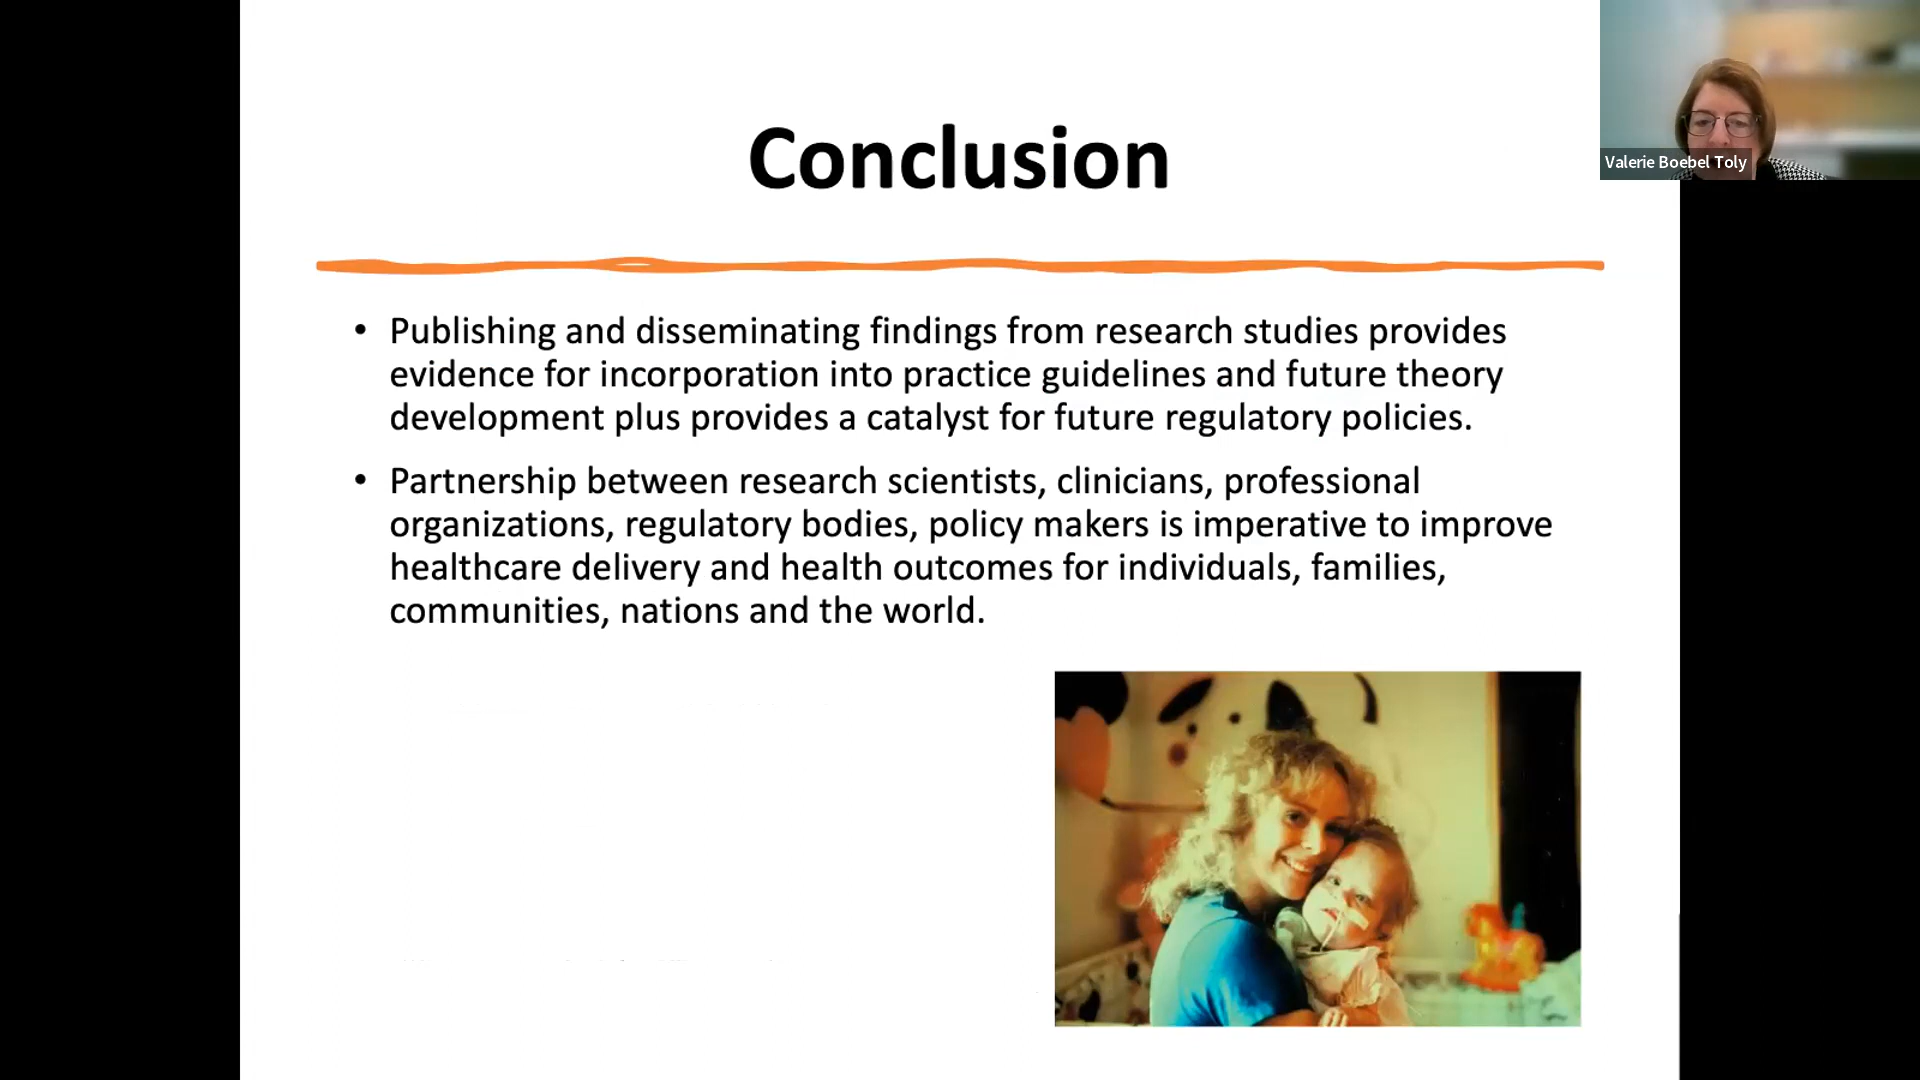 Conclusion
Valerie Boebel Toly
• Publishing and disseminating findings from research studies provides
evidence for incorporation into practice guidelines and future theory
development plus provides a catalyst for future regulatory policies.
• Partnership between research scientists, clinicians, professional
organizations, regulatory bodies, policy makers is imperative to improve
healthcare delivery and health outcomes for individuals, families,
communities, nations and the world.